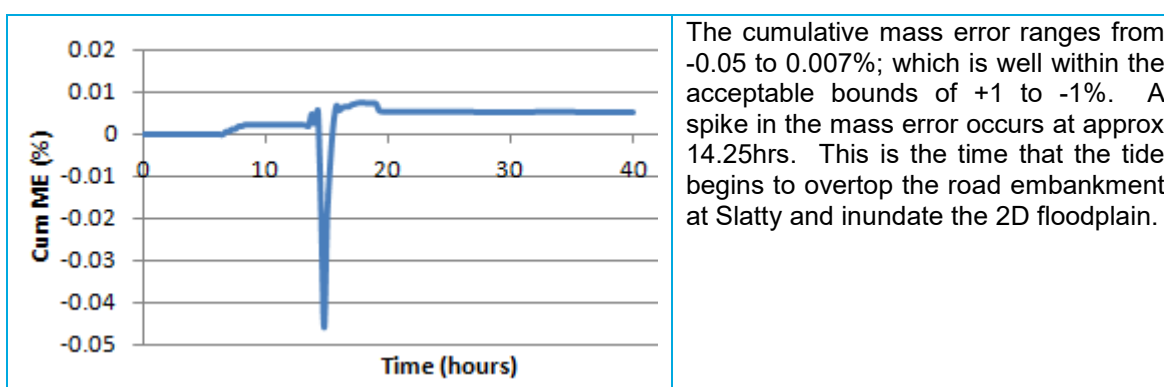 0.02
0.01
0
-0.01
-0.02
-0.03
-0.04
-0.05
Cum ME (%)
0 10 20 30 40
Time (hours)
The cumulative mass error ranges from
-0.05 to 0.007%; which is well within the
acceptable bounds of +1 to -1%. A
spike in the mass error occurs at approx
14.25hrs. This is the time that the tide
begins to overtop the road embankment
at Slatty and inundate the 2D floodplain.